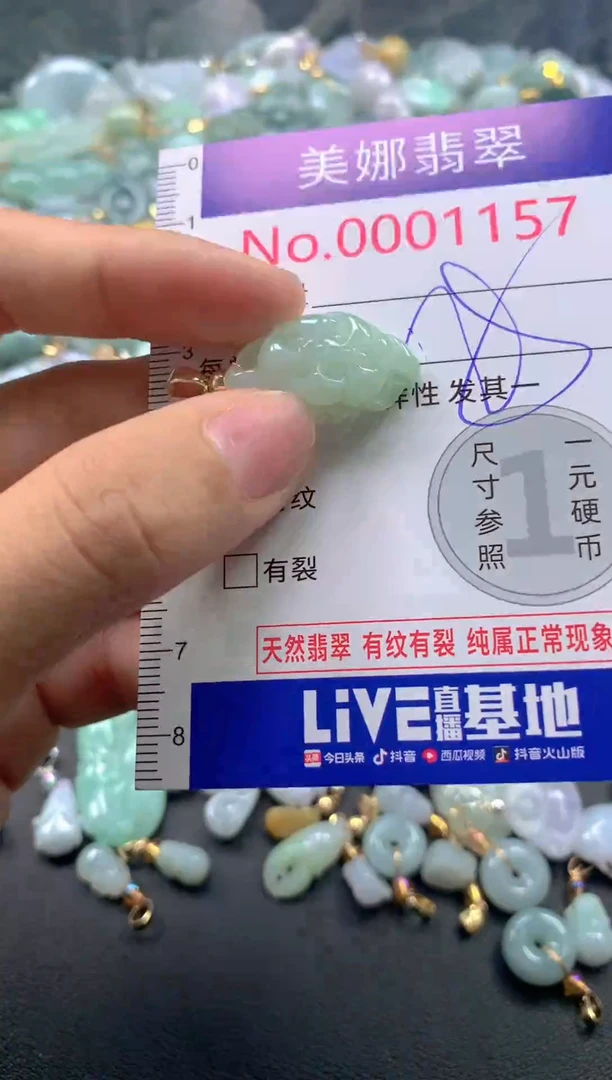 美娜翡翠
No.0001157
0
1
3
性 发其一
尺寸参照
1
一元硬币
纹
□有裂
7
天然翡翠 有纹有裂 纯属正常现象
8
LiVE直播基地
头条 今日头条 抖音 西瓜视频 抖音火山版